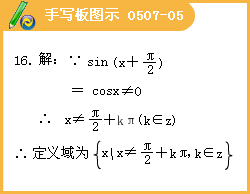 手写板图示 0507-05
16. 解: ∵ sin (x+π/2)
= cosx≠0
∴ x≠π/2+kπ(k∈z)
∴ 定义域为{x|x≠π/2+kπ,k∈z}